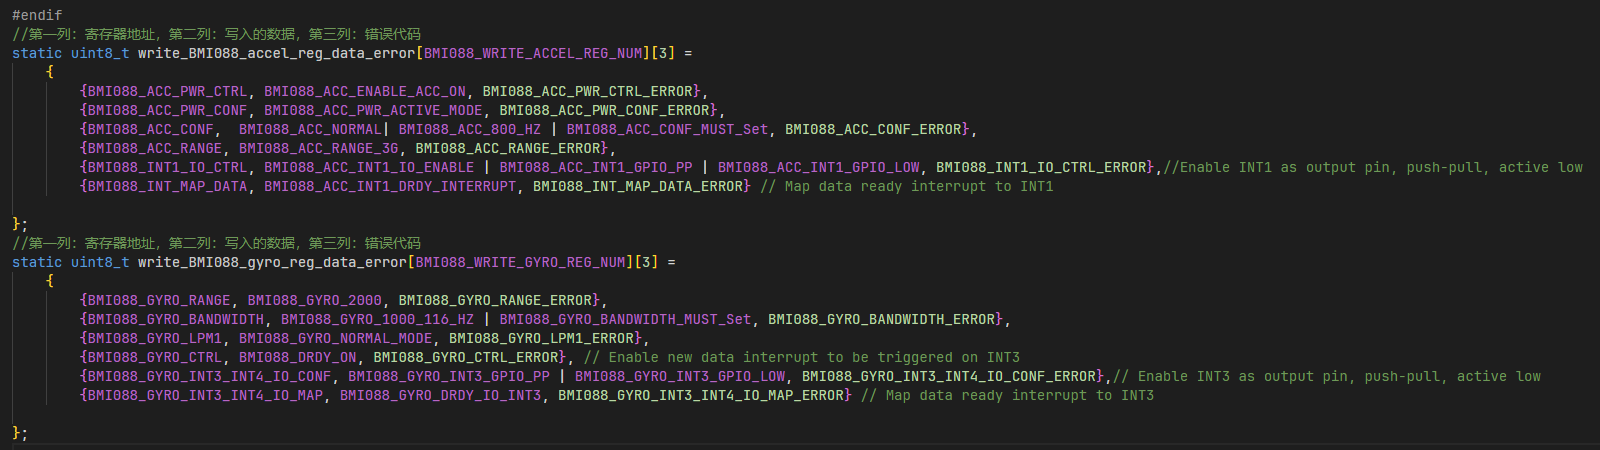 #endif
//第一列：寄存器地址，第二列：写入的数据，第三列：错误代码
static uint8_t write_BMI088_accel_reg_data_error[BMI088_WRITE_ACCEL_REG_NUM][3] =
{
{BMI088_ACC_PWR_CTRL, BMI088_ACC_ENABLE_ACC_ON, BMI088_ACC_PWR_CTRL_ERROR},
{BMI088_ACC_PWR_CONF, BMI088_ACC_PWR_ACTIVE_MODE, BMI088_ACC_PWR_CONF_ERROR},
{BMI088_ACC_CONF,  BMI088_ACC_NORMAL| BMI088_ACC_800_HZ | BMI088_ACC_CONF_MUST_Set, BMI088_ACC_CONF_ERROR},
{BMI088_ACC_RANGE, BMI088_ACC_RANGE_3G, BMI088_ACC_RANGE_ERROR},
{BMI088_INT1_IO_CTRL, BMI088_ACC_INT1_IO_ENABLE | BMI088_ACC_INT1_GPIO_PP | BMI088_ACC_INT1_GPIO_LOW, BMI088_INT1_IO_CTRL_ERROR},//Enable INT1 as output pin, push-pull, active low
{BMI088_INT_MAP_DATA, BMI088_ACC_INT1_DRDY_INTERRUPT, BMI088_INT_MAP_DATA_ERROR} // Map data ready interrupt to INT1
};
//第一列：寄存器地址，第二列：写入的数据，第三列：错误代码
static uint8_t write_BMI088_gyro_reg_data_error[BMI088_WRITE_GYRO_REG_NUM][3] =
{
{BMI088_GYRO_RANGE, BMI088_GYRO_2000, BMI088_GYRO_RANGE_ERROR},
{BMI088_GYRO_BANDWIDTH, BMI088_GYRO_1000_116_HZ | BMI088_GYRO_BANDWIDTH_MUST_Set, BMI088_GYRO_BANDWIDTH_ERROR},
{BMI088_GYRO_LPM1, BMI088_GYRO_NORMAL_MODE, BMI088_GYRO_LPM1_ERROR},
{BMI088_GYRO_CTRL, BMI088_DRDY_ON, BMI088_GYRO_CTRL_ERROR}, // Enable new data interrupt to be triggered on INT3
{BMI088_GYRO_INT3_INT4_IO_CONF, BMI088_GYRO_INT3_GPIO_PP | BMI088_GYRO_INT3_GPIO_LOW, BMI088_GYRO_INT3_INT4_IO_CONF_ERROR},// Enable INT3 as output pin, push-pull, active low
{BMI088_GYRO_INT3_INT4_IO_MAP, BMI088_GYRO_DRDY_IO_INT3, BMI088_GYRO_INT3_INT4_IO_MAP_ERROR} // Map data ready interrupt to INT3
};